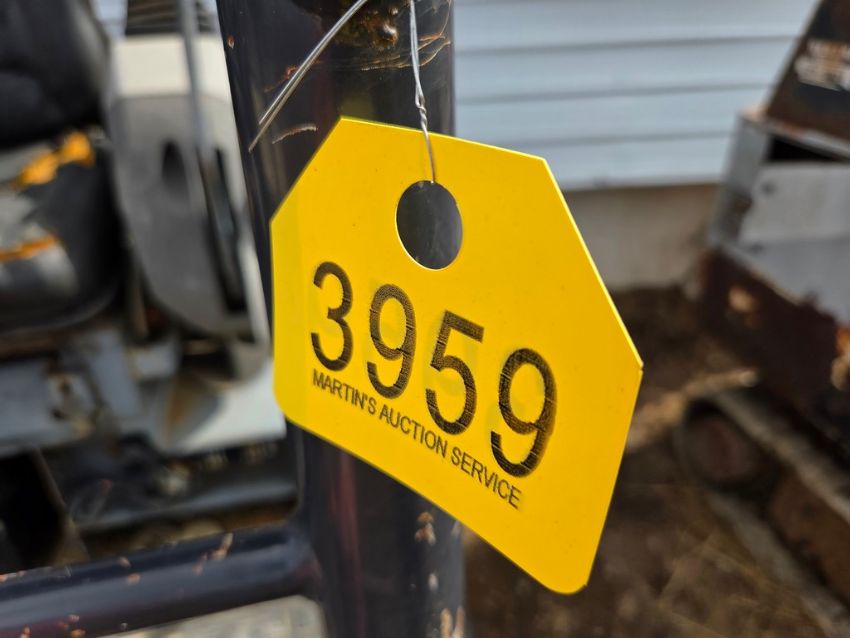 3959
MARTIN'S AUCTION SERVICE